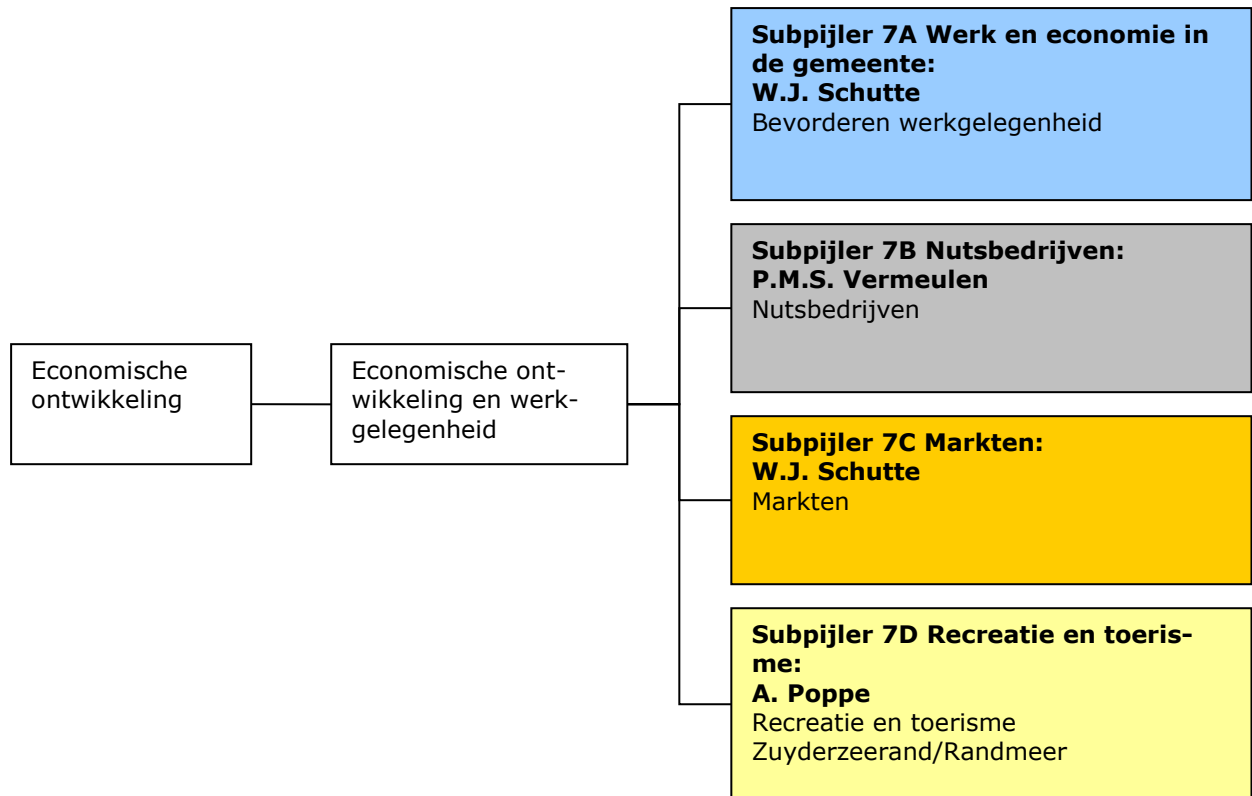 Economische
ontwikkeling
Economische ont-
wikkeling en werk-
gelegenheid
Subpijler 7A Werk en economie in
de gemeente:
W.J. Schutte
Bevorderen werkgelegenheid
Subpijler 7B Nutsbedrijven:
P.M.S. Vermeulen
Nutsbedrijven
Subpijler 7C Markten:
W.J. Schutte
Markten
Subpijler 7D Recreatie en toeris-
me:
A. Poppe
Recreatie en toerisme
Zuyderzeerand/Randmeer